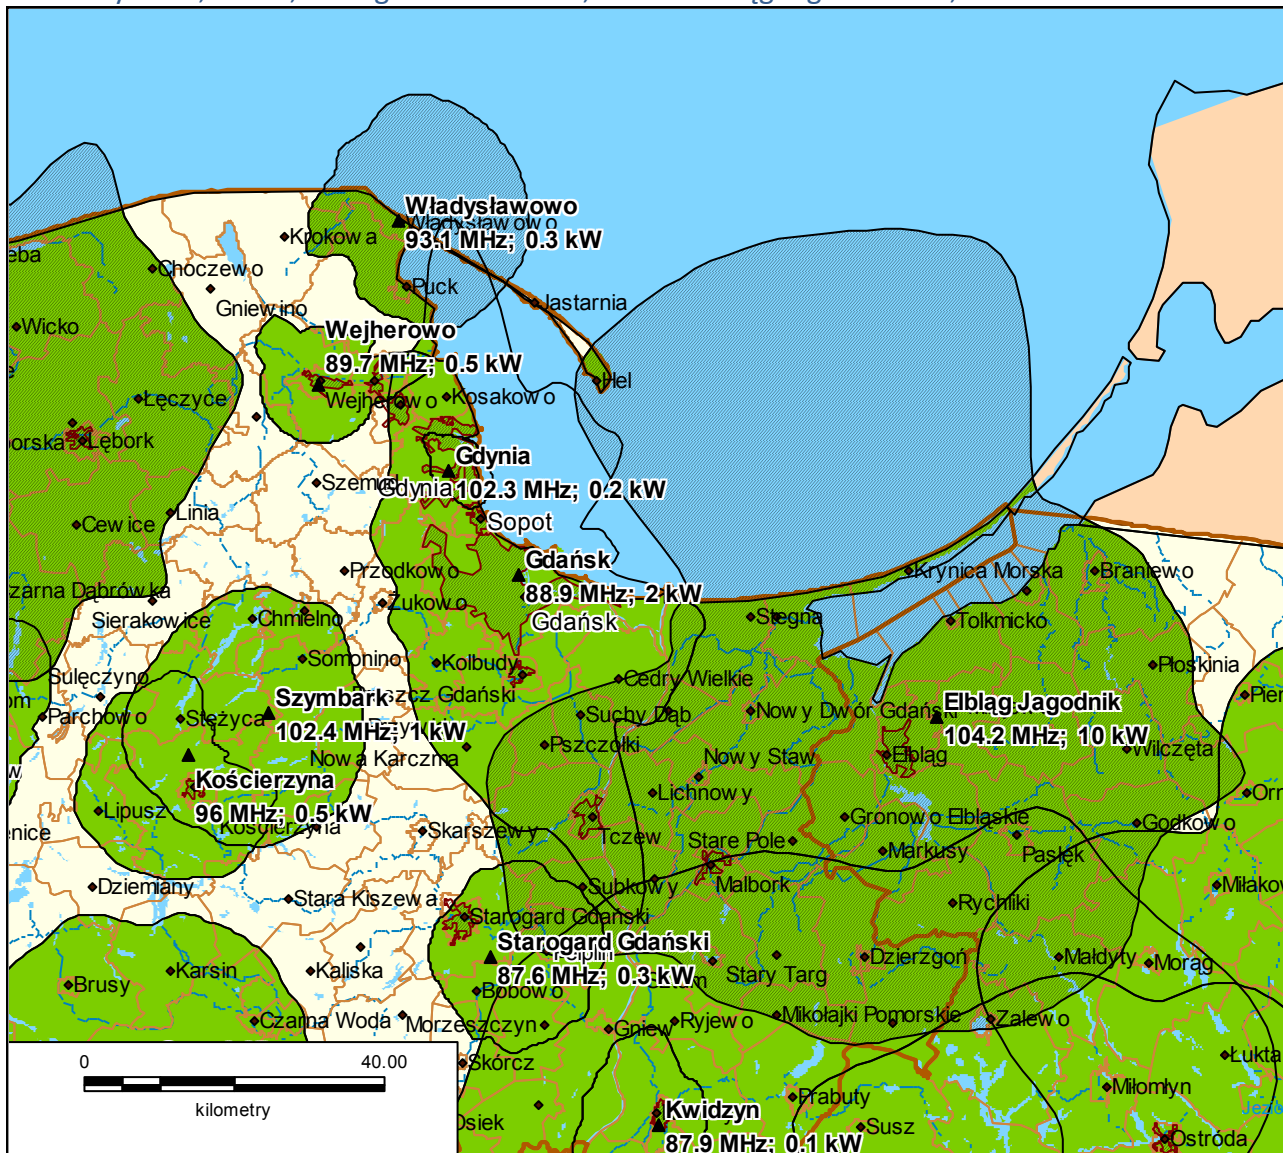 Władysławowo
Władysławowo
93.1 MHz; 0.3 kW
Krokowa
Choczewo
Puck
Gniewino
Jastarnia
Wicko
Wejherowo
89.7 MHz; 0.5 kW
Hel
Wejherowo
Kosakowo
Łęczyce
Lębork
Gdynia
Szemud
Gdynia
102.3 MHz; 0.2 kW
Linia
Cewice
Sopot
Gdańsk
Przodkowo
Krynica Morska
Braniewo
88.9 MHz; 2 kW
Żukowo
Sierakowice
Chmielno
Gdańsk
Stegna
Tolkmicko
Somonino
Kolbudy
Płoskinia
Sulęczyno
Cedry Wielkie
Szymbark
Elbląg Jagodnik
Parchowo
Stężyca
Suchy Dąb
Nowy Dwór Gdański
102.4 MHz; 1 kW
104.2 MHz; 10 kW
Pszczółki
Nowa Karczma
Nowy Staw
Elbląg
Wilczęta
Kościerzyna
96 MHz; 0.5 kW
Lichnowy
Lipusz
Kościerzyna
Skarszewy
Tczew
Stare Pole
Gronowo Elbląskie
Godkowo
Markusy
Pasłęk
Dziemiany
Subkowy
Malbork
Stara Kiszewa
Rychliki
Starogard Gdański
Starogard Gdański
Pelplin
87.6 MHz; 0.3 kW
Karsin
Kaliska
Stary Targ
Dzierzgoń
Małdyty
Morąg
Brusy
Bobowo
Czarna Woda
Morzeszczyn
Gniew
Ryjewo
Mikołajki Pomorskie
Zalewo
Skórcz
Łukta
0
40.00
kilometry
Prabuty
Miłomłyn
Kwidzyn
87.9 MHz; 0.1 kW
Susz
Ostróda